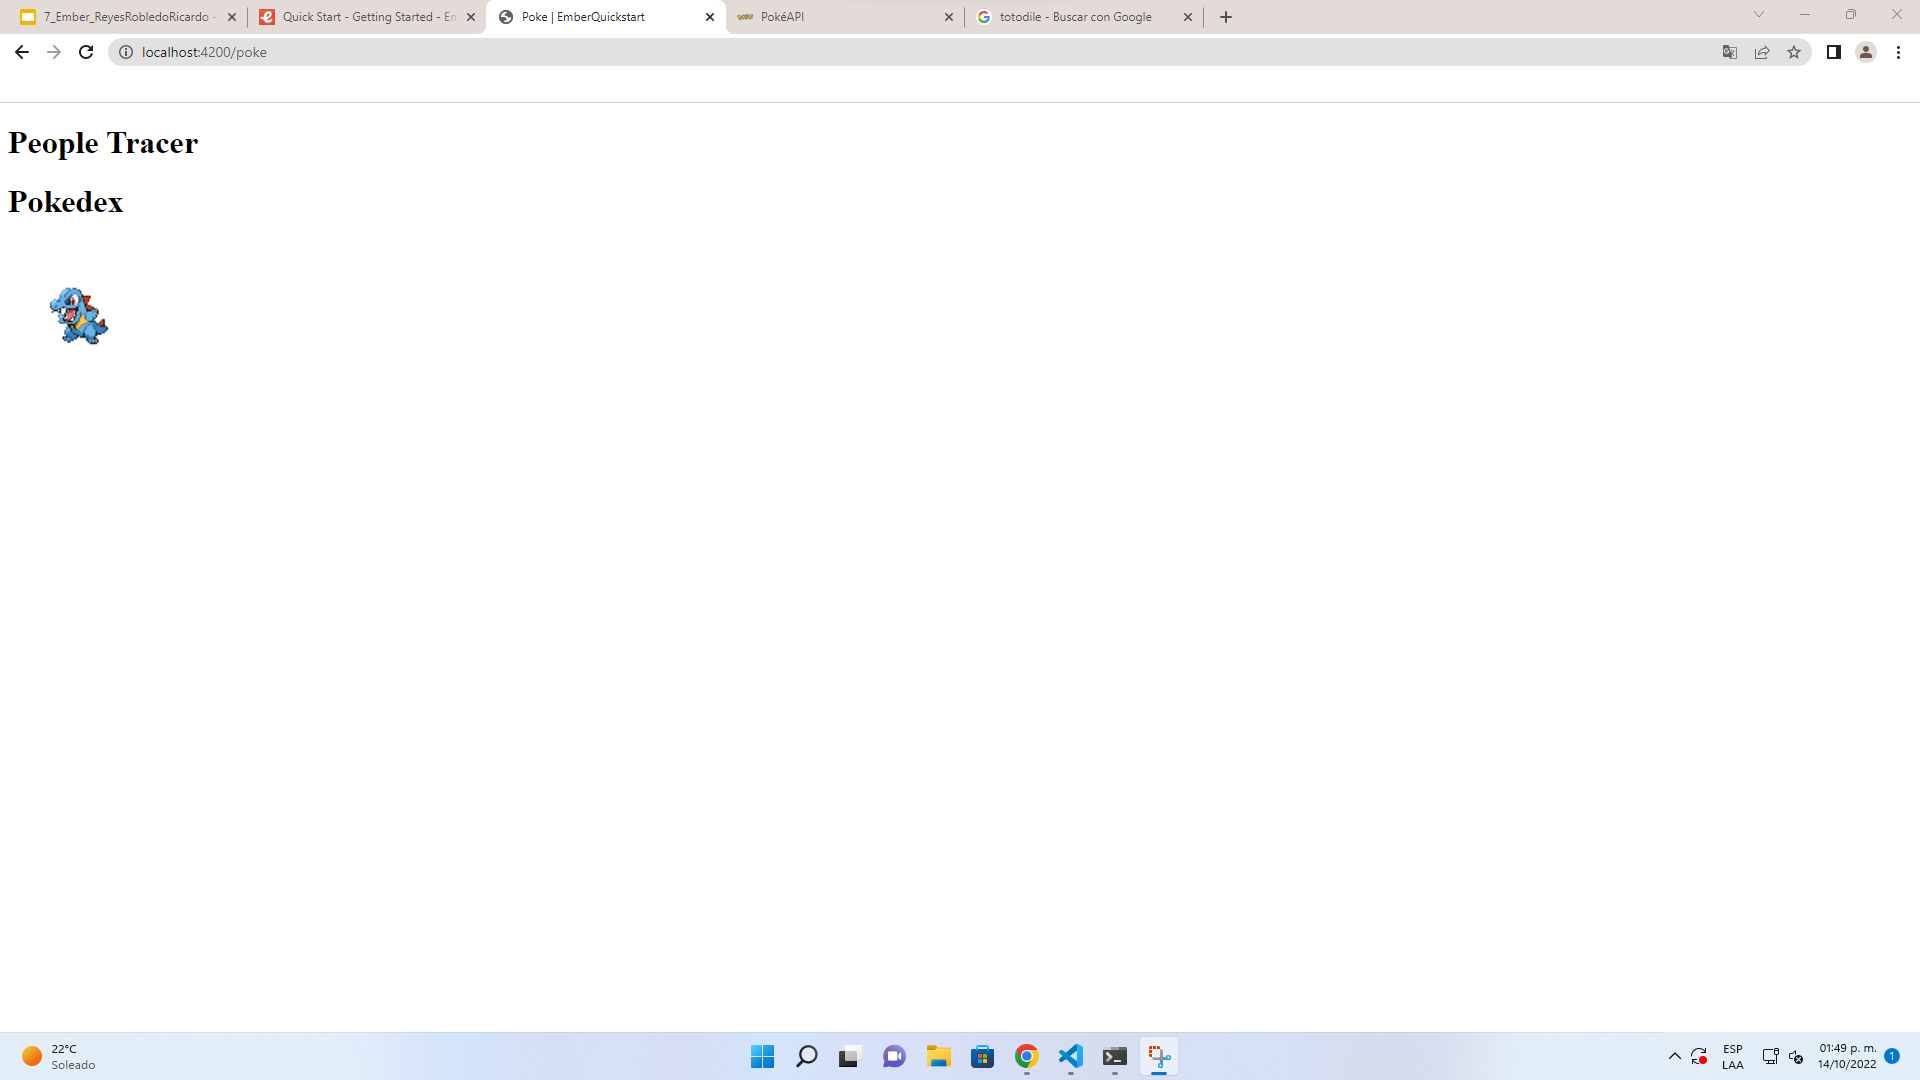 7_Ember_ReyesRobledoRicardo -
Quick Start - Getting Started - Em
Poke | EmberQuickstart
PokéAPI
totodile - Buscar con Google
localhost:4200/poke
People Tracer
Pokedex
22°C
Soleado
ESP
LAA
01:49 p. m.
14/10/2022
1